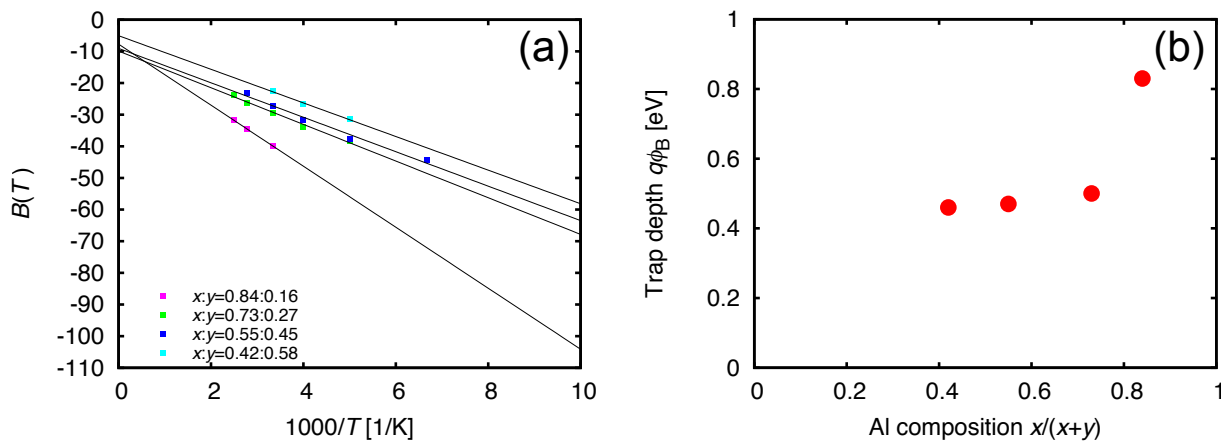 (a)
0
-10
-20
-30
-40
-50
-60
-70
-80
-90
-100
-110
B(T)
x:y=0.84:0.16
x:y=0.73:0.27
x:y=0.55:0.45
x:y=0.42:0.58
0 2 4 6 8 10
1000/T [1/K]
(b)
1
0.8
0.6
0.4
0.2
0
Trap depth qϕB [eV]
0 0.2 0.4 0.6 0.8 1
Al composition x/(x+y)